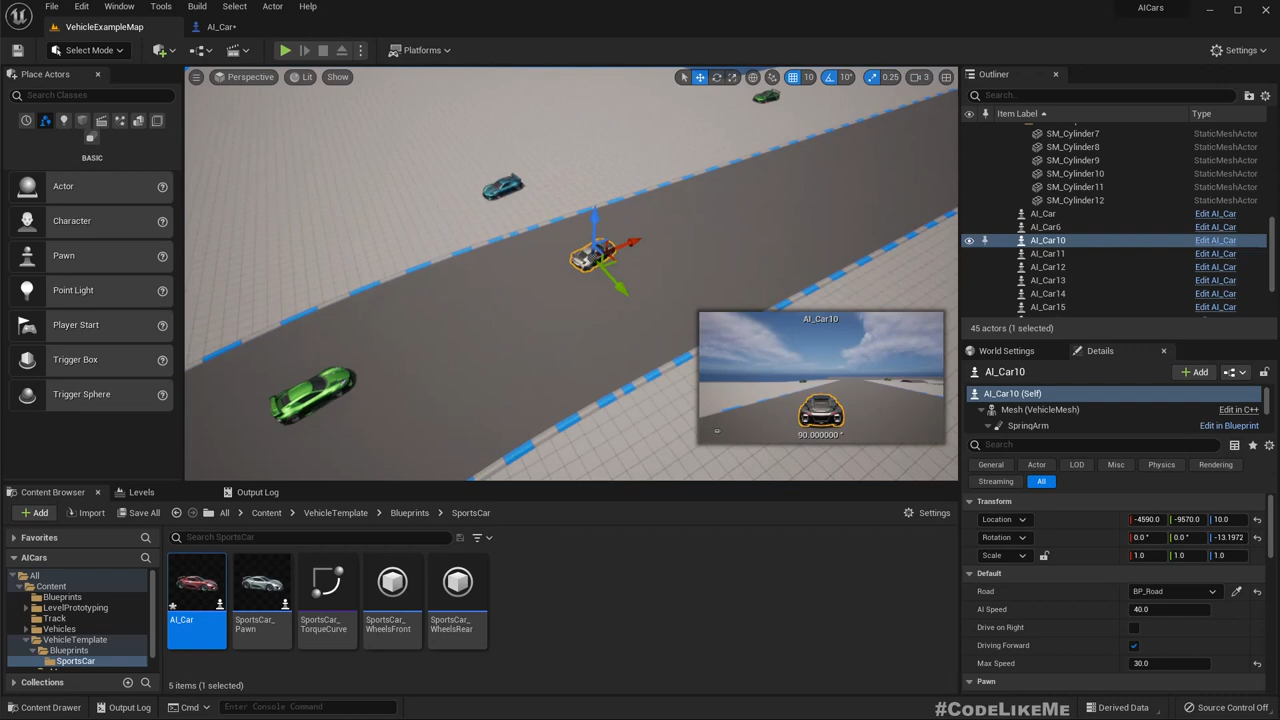 File Edit Window Tools Build Select Actor Help
AICars
VehicleExampleMap
AI_Car•
Select Mode
Platforms
Settings
Place Actors
Search Classes
BASIC
Actor
Character
Pawn
Point Light
Player Start
Trigger Box
Trigger Sphere
Perspective Lit Show
10 10° 0.25 3
AI_Car10
90.000000 °
Outliner
Search...
Item Label Type
SM_Cylinder7 StaticMeshActor
SM_Cylinder8 StaticMeshActor
SM_Cylinder9 StaticMeshActor
SM_Cylinder10 StaticMeshActor
SM_Cylinder11 StaticMeshActor
SM_Cylinder12 StaticMeshActor
AI_Car Edit AI_Car
AI_Car6 Edit AI_Car
AI_Car10 Edit AI_Car
AI_Car11 Edit AI_Car
AI_Car12 Edit AI_Car
AI_Car13 Edit AI_Car
AI_Car14 Edit AI_Car
AI_Car15 Edit AI_Car
45 actors (1 selected)
World Settings Details
AI_Car10
Add
AI_Car10 (Self)
Mesh (VehicleMesh) Edit in C++
SpringArm Edit in Blueprint
Search
General Actor LOD Misc Physics Rendering
Streaming All
Transform
Location -4590.0 -9570.0 10.0
Rotation 0.0 ° 0.0 ° -13.1972
Scale 1.0 1.0 1.0
Default
Road BP_Road
AI Speed 40.0
Drive on Right
Driving Forward
Max Speed 30.0
Pawn
Content Browser Levels Output Log
Add Import Save All All Content VehicleTemplate Blueprints SportsCar Settings
Favorites
AICars
All
Content
Blueprints
LevelPrototyping
Track
Vehicles
VehicleTemplate
Blueprints
SportsCar
Collections
Search SportsCar
AI_Car
SportsCar_
Pawn
SportsCar_
TorqueCurve
SportsCar_
WheelsFront
SportsCar_
WheelsRear
5 items (1 selected)
Content Drawer Output Log Cmd Enter Console Command
#CODELIKEME
Derived Data Source Control Off